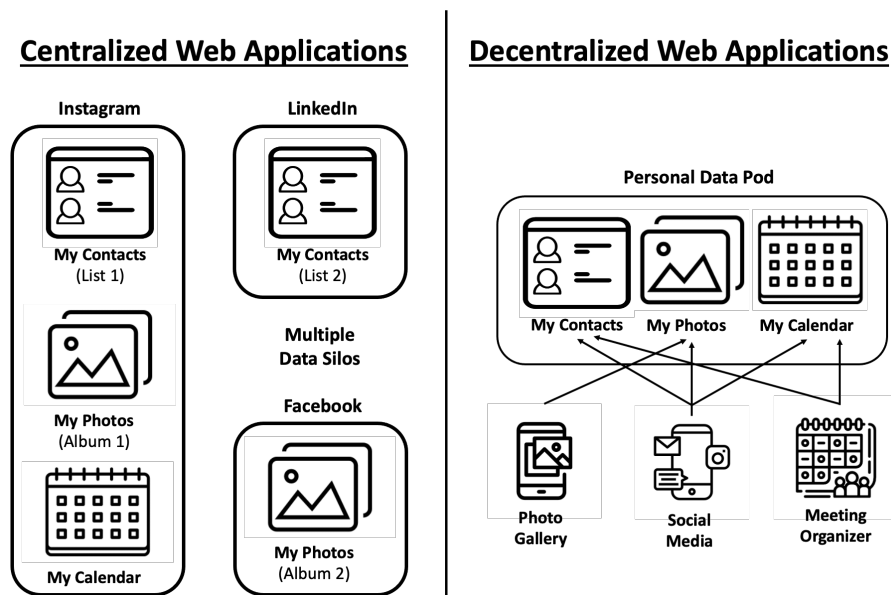 Centralized Web Applications
Instagram
My Contacts
(List 1)
My Photos
(Album 1)
My Calendar
LinkedIn
My Contacts
(List 2)
Multiple
Data Silos
Facebook
My Photos
(Album 2)
Decentralized Web Applications
Personal Data Pod
My Contacts
My Photos
My Calendar
Photo
Gallery
Social
Media
Meeting
Organizer